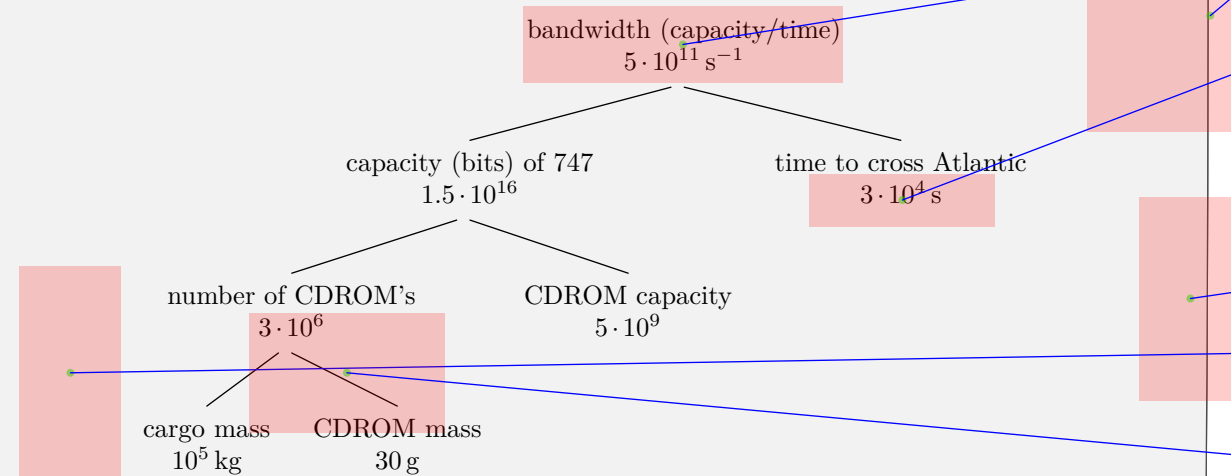 bandwidth (capacity/time)
5 · 10¹¹ s⁻¹
capacity (bits) of 747
1.5 · 10¹⁶
time to cross Atlantic
3 · 10⁴ s
number of CDROM's
3 · 10⁶
CDROM capacity
5 · 10⁹
cargo mass
10⁵ kg
CDROM mass
30 g